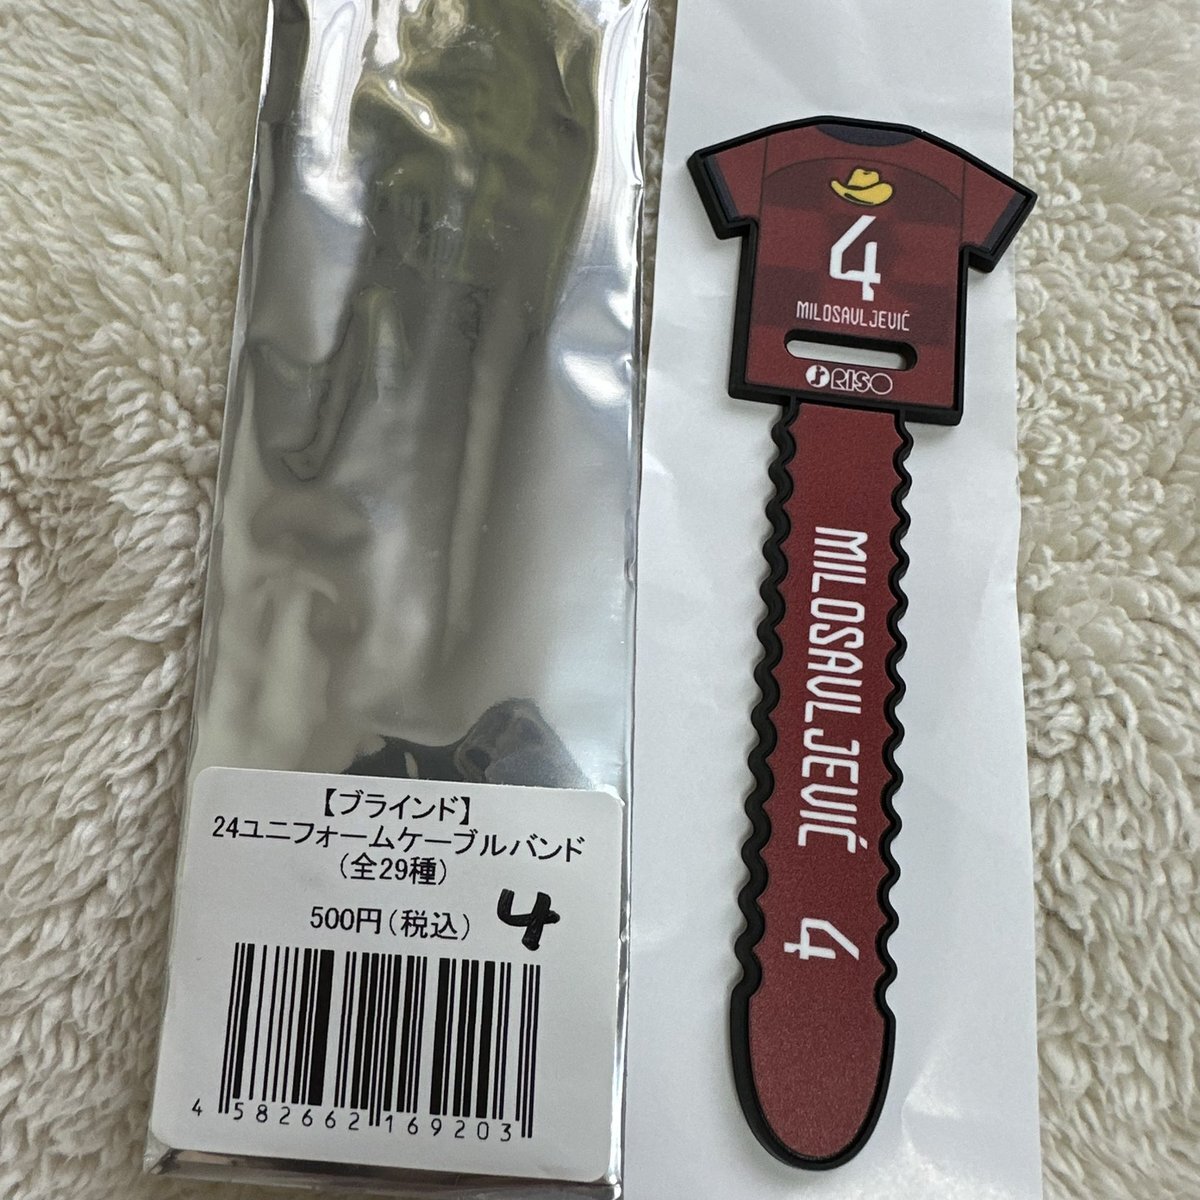 【ブラインド】
24ユニフォームケーブルバンド
(全29種)
500円(税込)
4
4 582662 169203
4
MILOSAVLJEVIĆ
RISO
MILOSAVLJEVIĆ 4